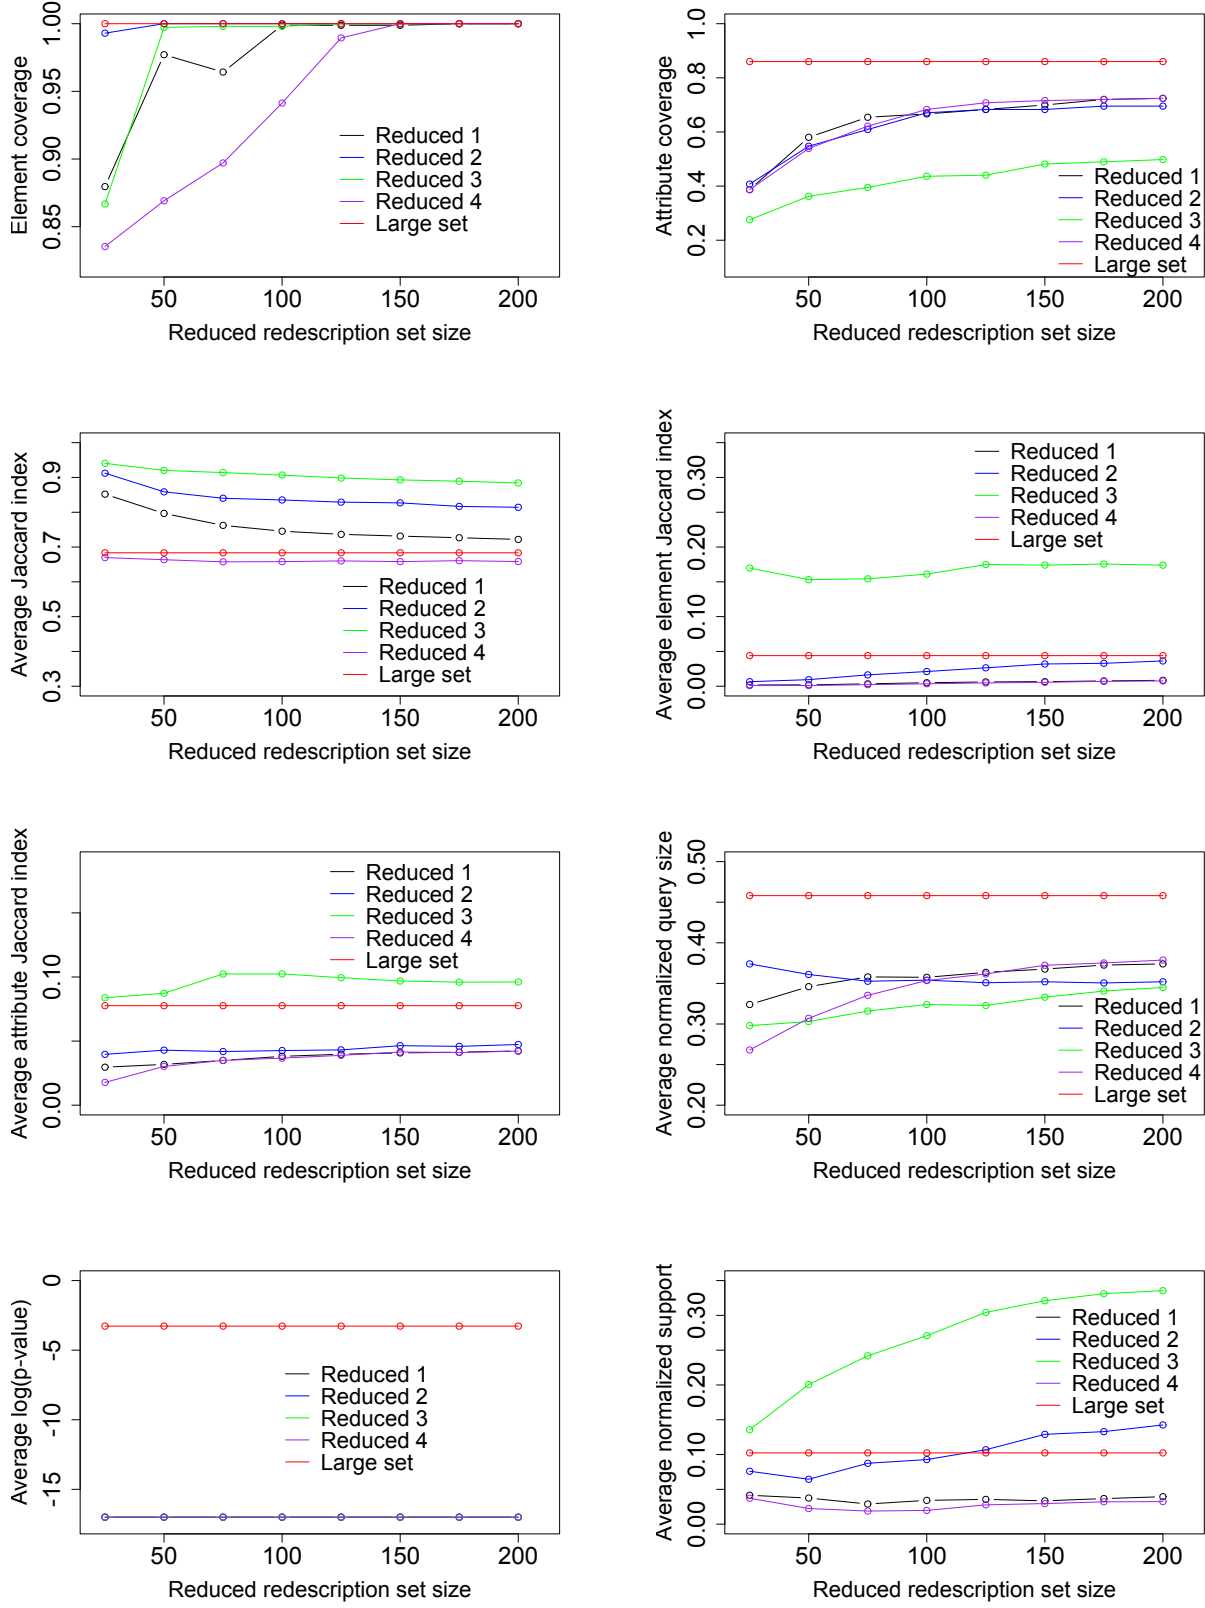 Element coverage
0.85 0.90 0.95 1.00
Reduced 1
Reduced 2
Reduced 3
Reduced 4
Large set
50 100 150 200
Reduced redescription set size
Attribute coverage
0.2 0.4 0.6 0.8 1.0
Reduced 1
Reduced 2
Reduced 3
Reduced 4
Large set
50 100 150 200
Reduced redescription set size
Average Jaccard index
0.3 0.5 0.7 0.9
Reduced 1
Reduced 2
Reduced 3
Reduced 4
Large set
50 100 150 200
Reduced redescription set size
Average element Jaccard index
0.00 0.10 0.20 0.30
Reduced 1
Reduced 2
Reduced 3
Reduced 4
Large set
50 100 150 200
Reduced redescription set size
Average attribute Jaccard index
0.00 0.10
Reduced 1
Reduced 2
Reduced 3
Reduced 4
Large set
50 100 150 200
Reduced redescription set size
Average normalized query size
0.20 0.30 0.40 0.50
Reduced 1
Reduced 2
Reduced 3
Reduced 4
Large set
50 100 150 200
Reduced redescription set size
Average log(p-value)
-15 -10 -5 0
Reduced 1
Reduced 2
Reduced 3
Reduced 4
Large set
50 100 150 200
Reduced redescription set size
Average normalized support
0.00 0.10 0.20 0.30
Reduced 1
Reduced 2
Reduced 3
Reduced 4
Large set
50 100 150 200
Reduced redescription set size